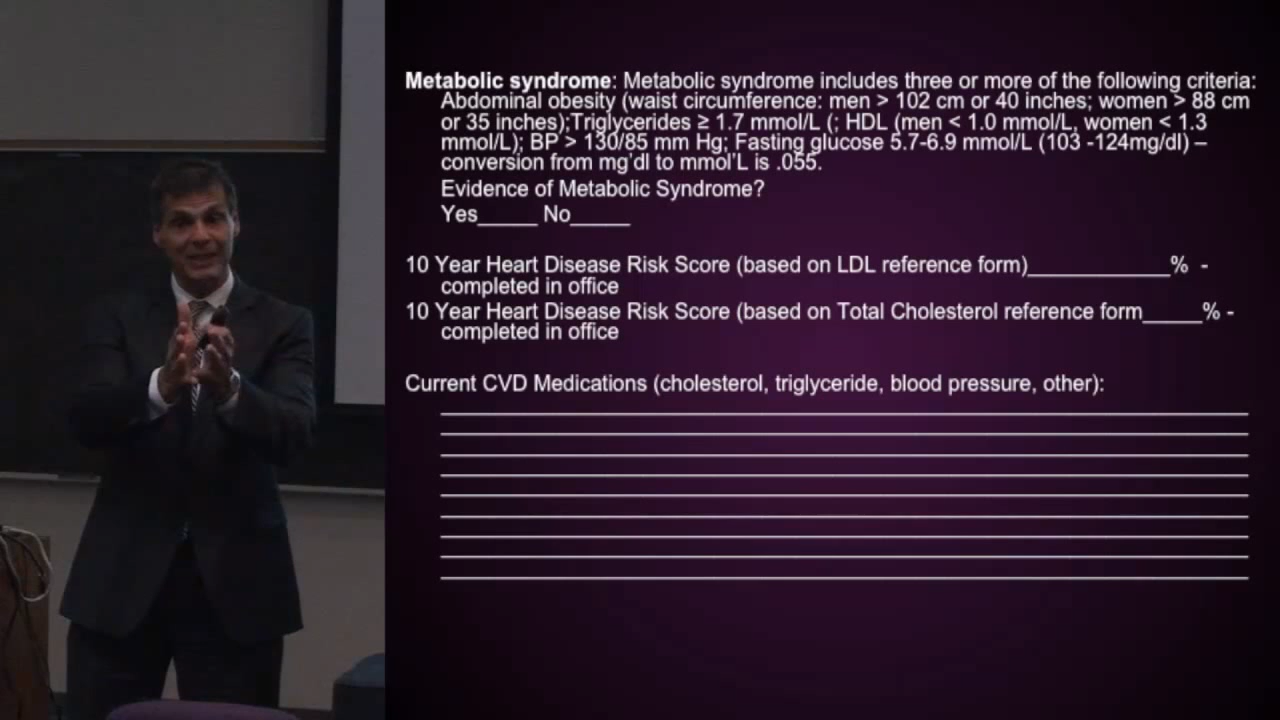 Metabolic syndrome: Metabolic syndrome includes three or more of the following criteria:
Abdominal obesity (waist circumference: men > 102 cm or 40 inches; women > 88 cm
or 35 inches);Triglycerides ≥ 1.7 mmol/L (; HDL (men < 1.0 mmol/L, women < 1.3
mmol/L); BP > 130/85 mm Hg; Fasting glucose 5.7-6.9 mmol/L (103 -124mg/dl) –
conversion from mg'dl to mmol'L is .055.
Evidence of Metabolic Syndrome?
Yes_____ No_____
10 Year Heart Disease Risk Score (based on LDL reference form)____________% -
completed in office
10 Year Heart Disease Risk Score (based on Total Cholesterol reference form_____% -
completed in office
Current CVD Medications (cholesterol, triglyceride, blood pressure, other):